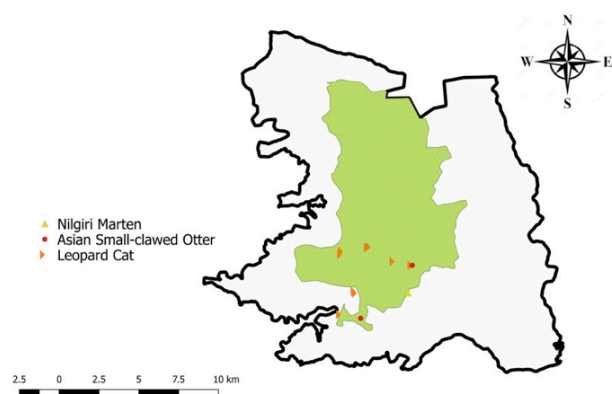 N
W E
S
Nilgiri Marten
Asian Small-clawed Otter
Leopard Cat
2.5 0 2.5 5 7.5 10 km